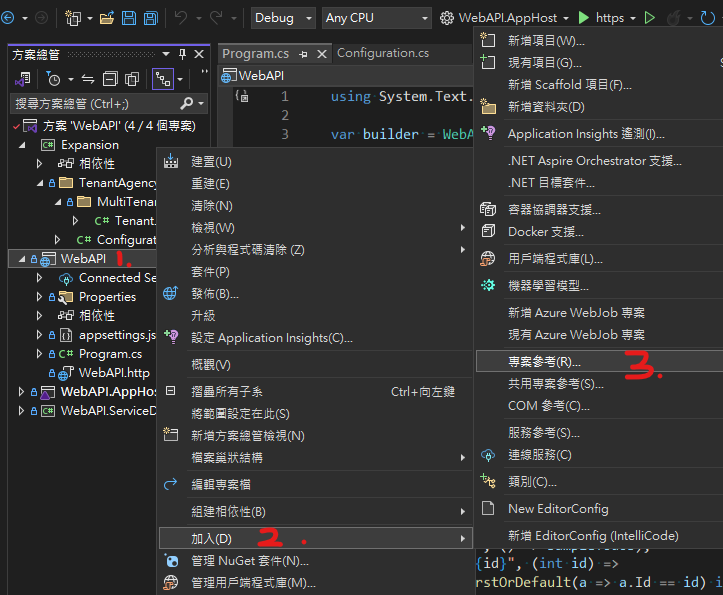 Debug
Any CPU
WebAPI.AppHost
https
方案總管
搜尋方案總管 (Ctrl+;)
方案 'WebAPI' (4 / 4 個專案)
Expansion
相依性
TenantAgency
MultiTenan
Tenant.
Configurat
WebAPI
1.
Connected Se
Properties
相依性
appsettings.js
Program.cs
WebAPI.http
WebAPI.AppHos
WebAPI.ServiceD
Program.cs
Configuration.cs
WebAPI
1 using System.Text.
2
3 var builder = WebA
建置(U)
重建(E)
清除(N)
檢視(W)
分析與程式碼清除 (Z)
套件(P)
發佈(B)...
升級
設定 Application Insights(C)...
概觀(V)
摺疊所有子系 Ctrl+向左鍵
將範圍設定在此(S)
新增方案總管檢視(N)
檔案巢狀結構
編輯專案檔
組建相依性(B)
加入(D)
2.
管理 NuGet 套件(N)...
管理用戶端程式庫(M)...
新增項目(W)...
現有項目(G)...
新增 Scaffold 項目(F)...
新增資料夾(D)
Application Insights 遙測(I)...
.NET Aspire Orchestrator 支援...
.NET 目標套件...
容器協調器支援...
Docker 支援...
用戶端程式庫(L)...
機器學習模型...
新增 Azure WebJob 專案
現有 Azure WebJob 專案
專案參考(R)...
3.
共用專案參考(S)...
COM 參考(C)...
服務參考(S)...
連線服務(C)
類別(C)...
New EditorConfig
新增 EditorConfig (IntelliCode)
{id}", (int id) =>
rstOrDefault(a => a.Id == id) i